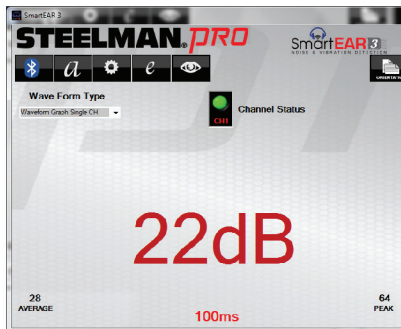 SmartEAR 3
STEELMAN PRO
SmartEAR 3
NOISE & VIBRATION DETECTION
a e
Wave Form Type
Waveform Graph Single CH
CH1
Channel Status
22dB
28
AVERAGE
64
PEAK
100ms